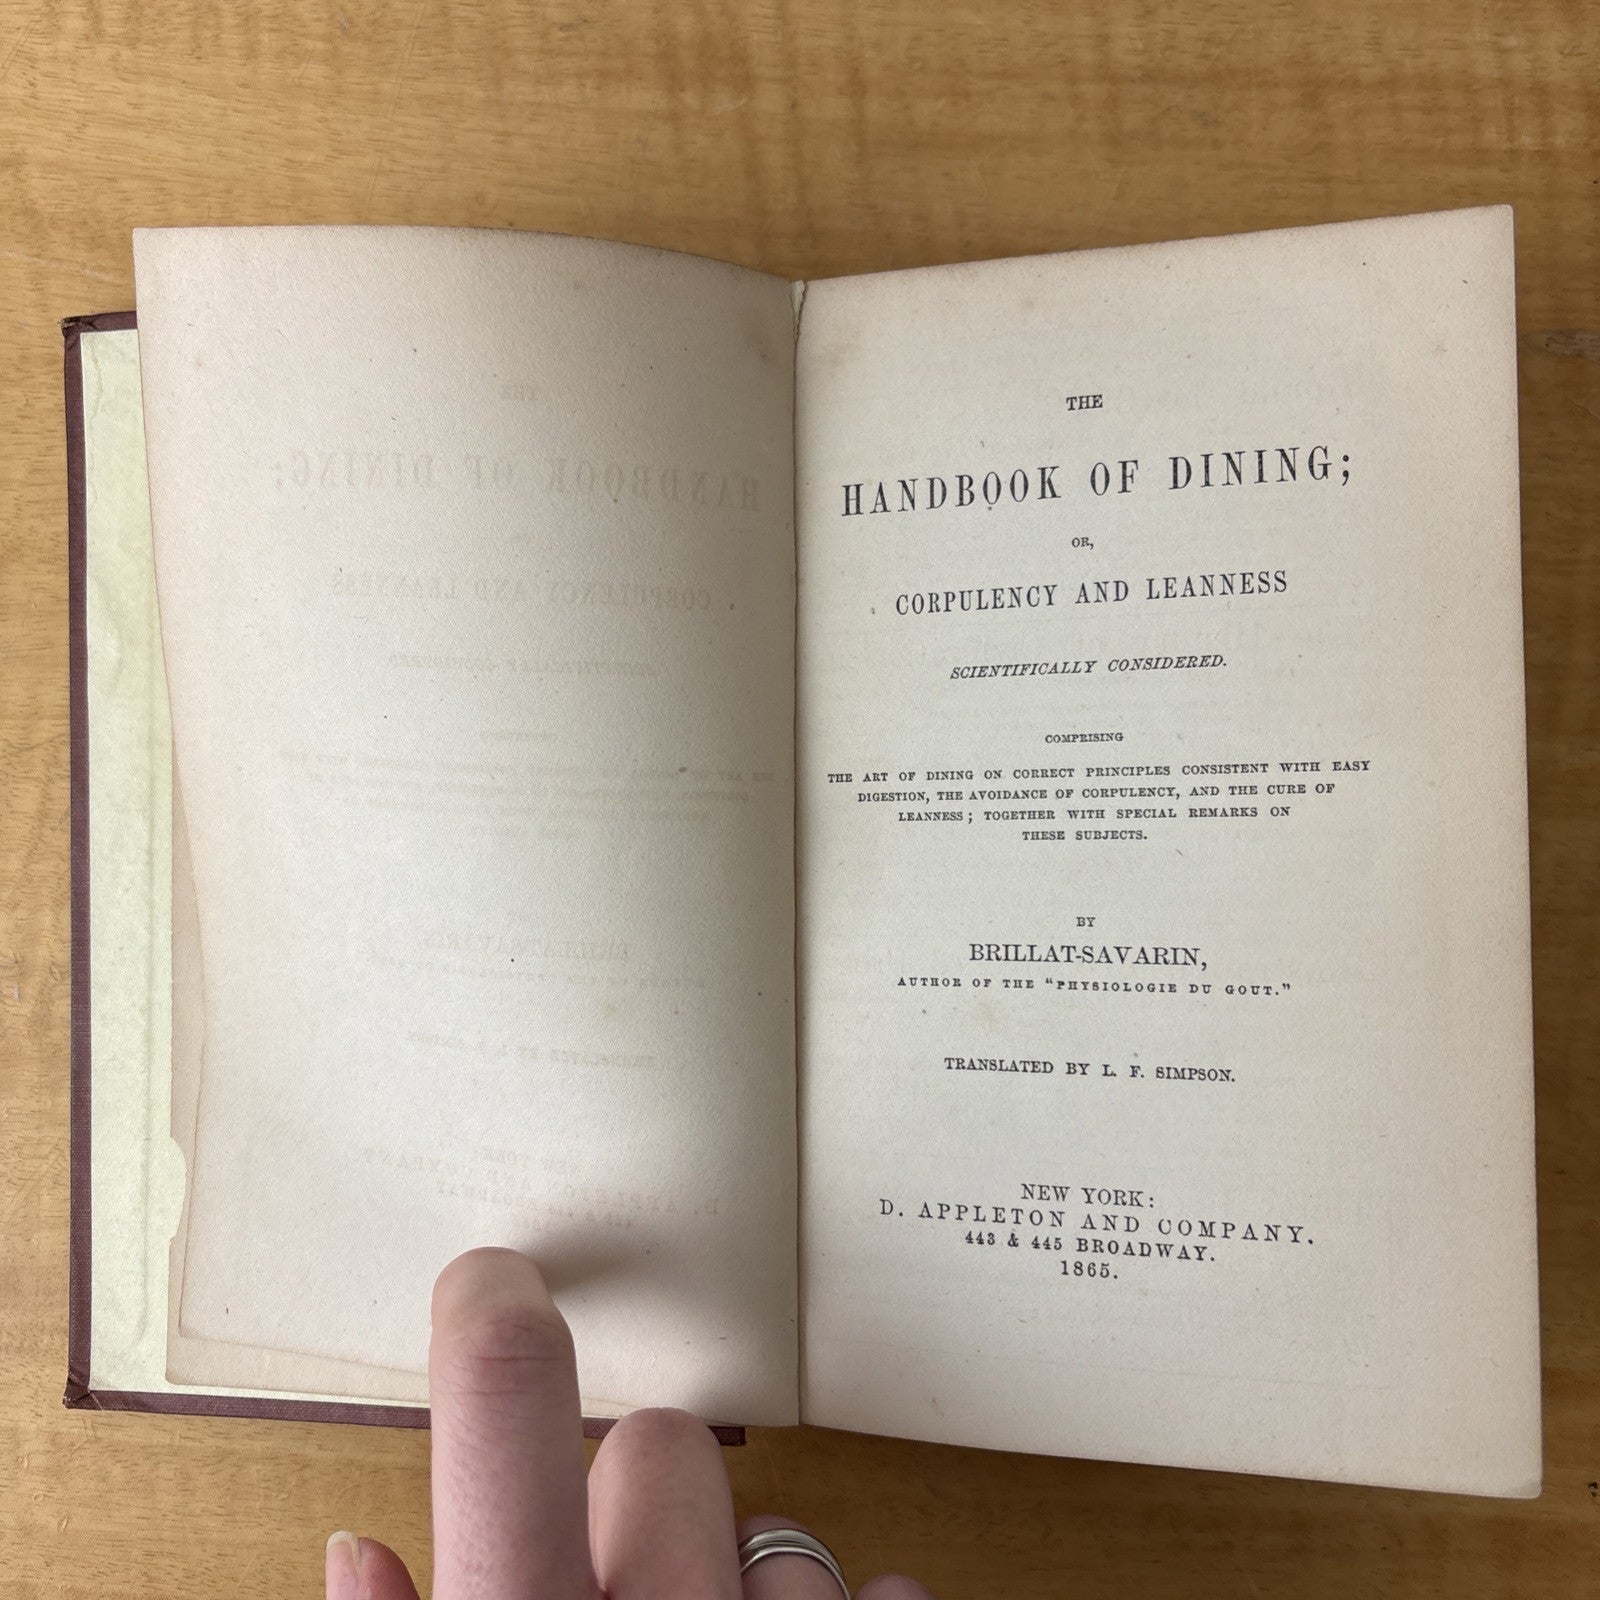 THE
HANDBOOK OF DINING;
OR,
CORPULENCY AND LEANNESS
SCIENTIFICALLY CONSIDERED.
COMPRISING
THE ART OF DINING ON CORRECT PRINCIPLES CONSISTENT WITH EASY
DIGESTION, THE AVOIDANCE OF CORPULENCY, AND THE CURE OF
LEANNESS; TOGETHER WITH SPECIAL REMARKS ON
THESE SUBJECTS.
BY
BRILLAT-SAVARIN,
AUTHOR OF THE "PHYSIOLOGIE DU GOUT."
TRANSLATED BY L. F. SIMPSON.
NEW YORK:
D. APPLETON AND COMPANY.
443 & 445 BROADWAY.
1865.